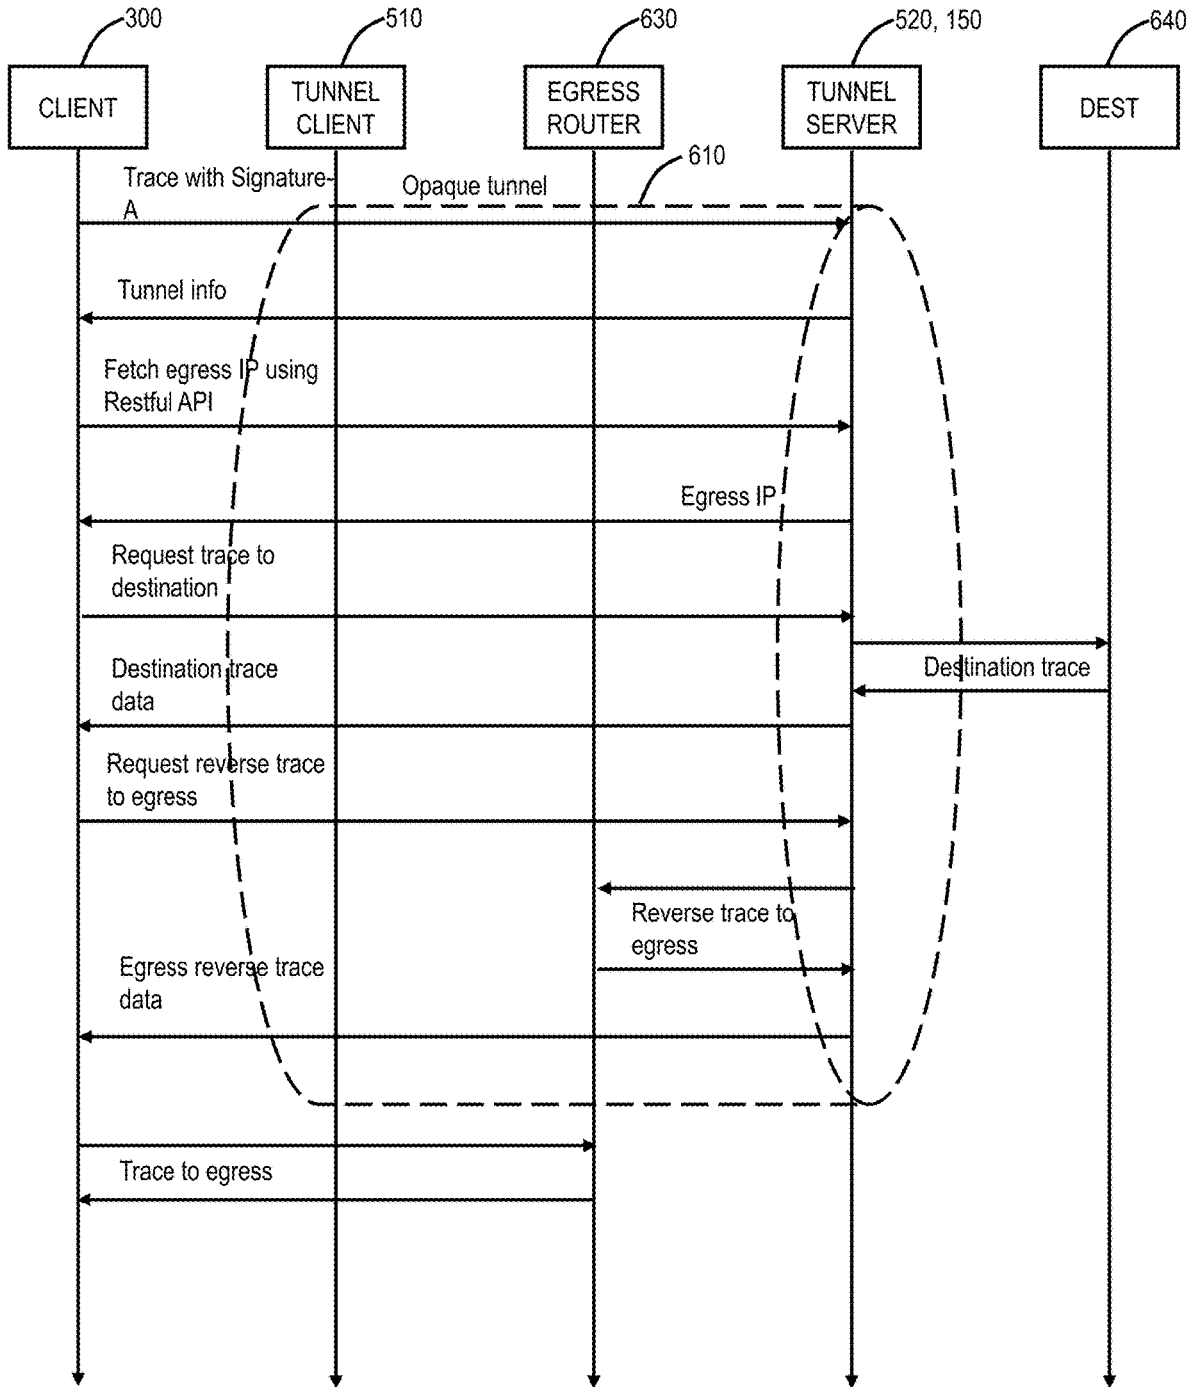 300
510
630
520, 150
640
CLIENT
TUNNEL
CLIENT
EGRESS
ROUTER
TUNNEL
SERVER
DEST
610
Trace with Signature-
A
Opaque tunnel
Tunnel info
Fetch egress IP using
Restful API
Egress IP
Request trace to
destination
Destination trace
data
Destination trace
Request reverse trace
to egress
Reverse trace to
egress
Egress reverse trace
data
Trace to egress